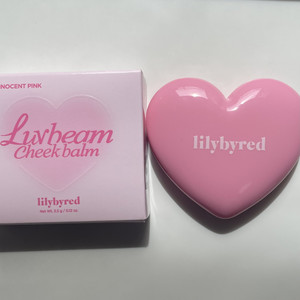 INNOCENT PINK
Luvbeam
Cheek balm
lilybyred
lilybyred